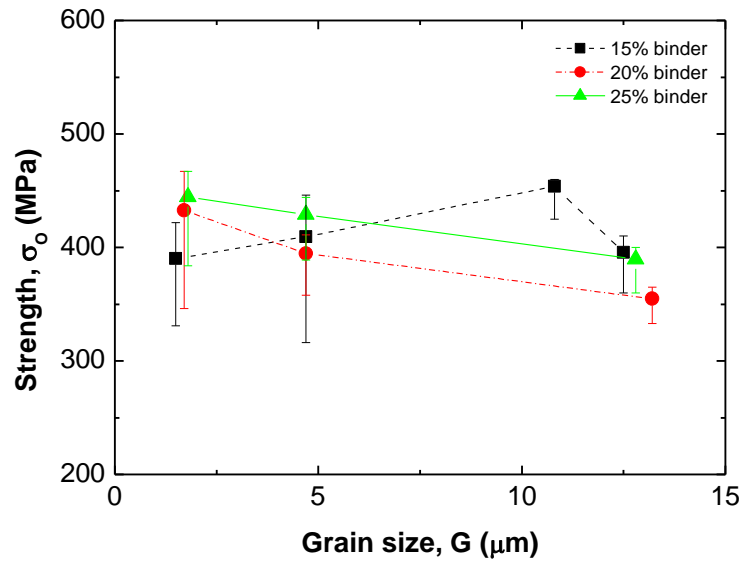 600
15% binder
20% binder
25% binder
500
400
300
200
Strength, σo (MPa)
0
5
10
15
Grain size, G (μm)